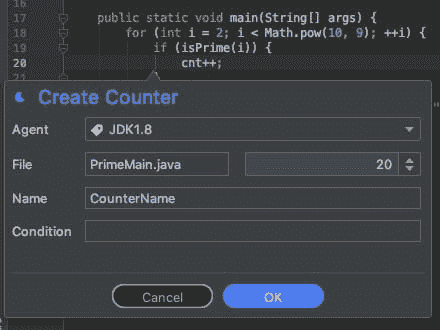 16
17 public static void main(String[] args) {
18 for (int i = 2; i < Math.pow(10, 9); ++i) {
19 if (isPrime(i)) {
20 cnt++;
21
Create Counter
Agent JDK1.8
File PrimeMain.java 20
Name CounterName
Condition
Cancel OK